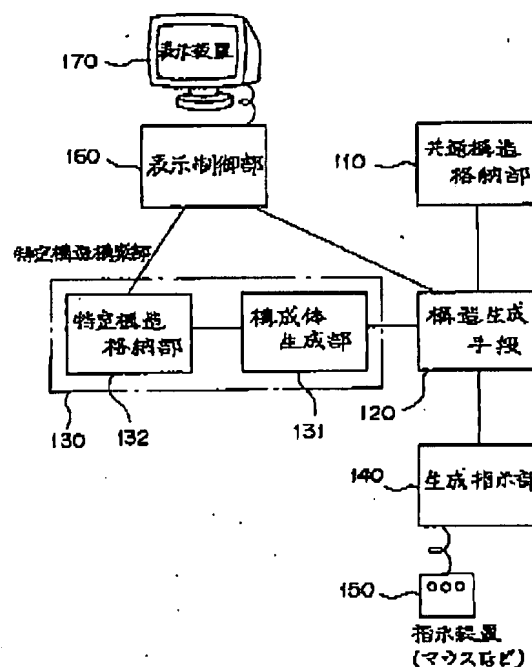 表示装置
170
160
表示制御部
110
共通構造
格納部
特定構造構築部
特定構造
格納部
構成体
生成部
構造生成
手段
130
132
131
120
140
生成指示部
150
指示装置
(マウスなど)